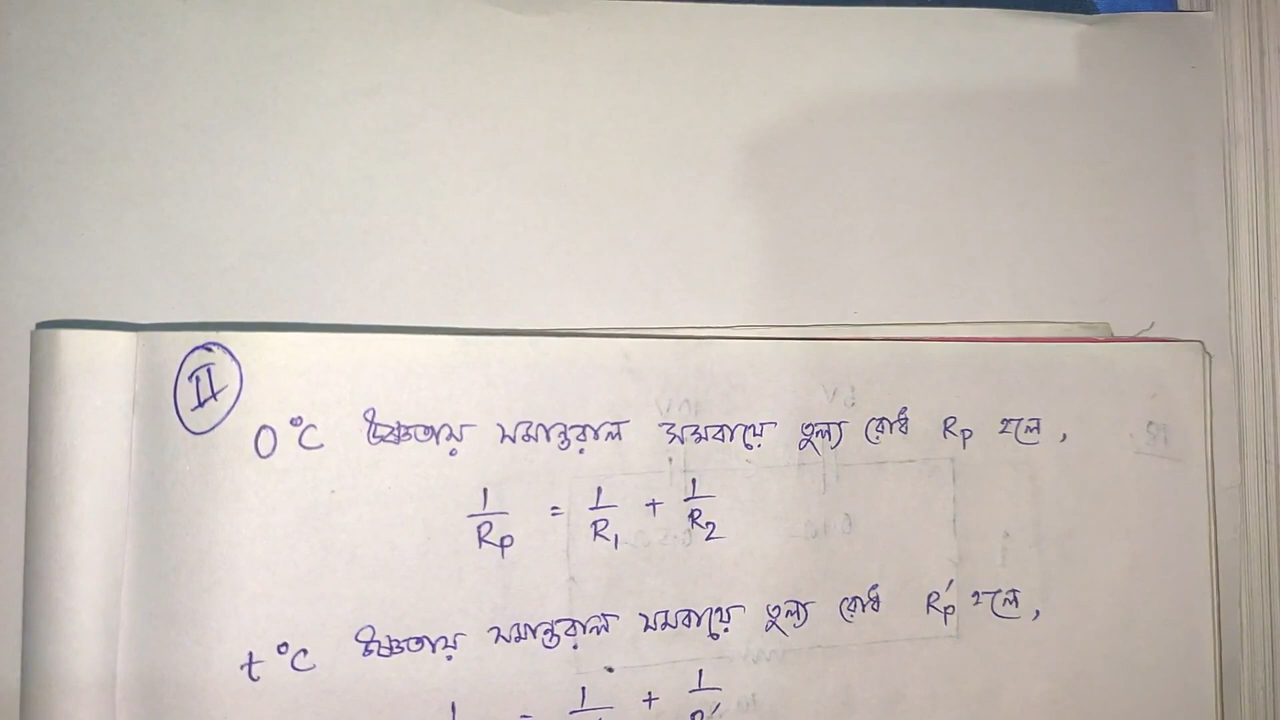 II
0°C উষ্ণতায় সমান্তরাল সমবায়ে তুল্য রোধ Rp হলে,
1/Rp = 1/R1 + 1/R2
t°C উষ্ণতায় সমান্তরাল সমবায়ে তুল্য রোধ Rp′ হলে,